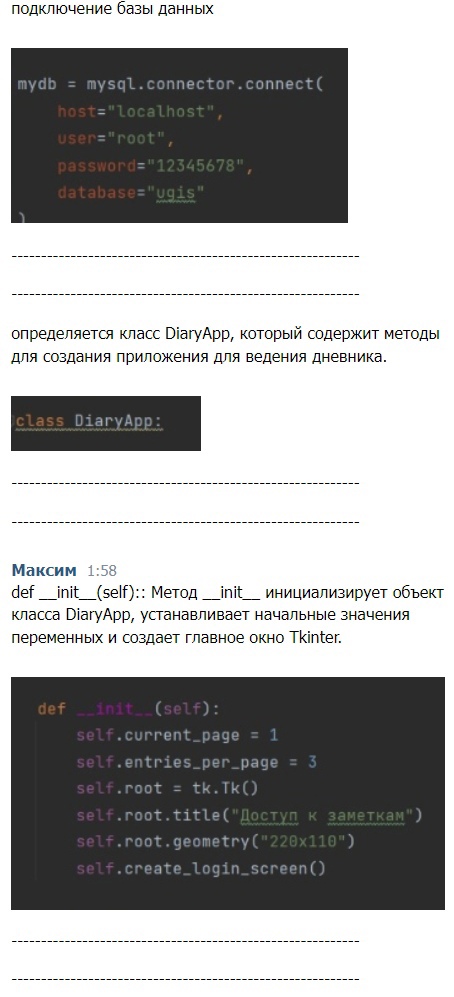 подключение базы данных
mydb = mysql.connector.connect(
host="localhost",
user="root",
password="12345678",
database="ugis"
)
------------------------------------------------------------
------------------------------------------------------------
определяется класс DiaryApp, который содержит методы
для создания приложения для ведения дневника.
class DiaryApp:
------------------------------------------------------------
------------------------------------------------------------
Максим 1:58
def __init__(self):: Метод __init__ инициализирует объект
класса DiaryApp, устанавливает начальные значения
переменных и создает главное окно Tkinter.
def __init__(self):
self.current_page = 1
self.entries_per_page = 3
self.root = tk.Tk()
self.root.title("Доступ к заметкам")
self.root.geometry("220x110")
self.create_login_screen()
------------------------------------------------------------
------------------------------------------------------------